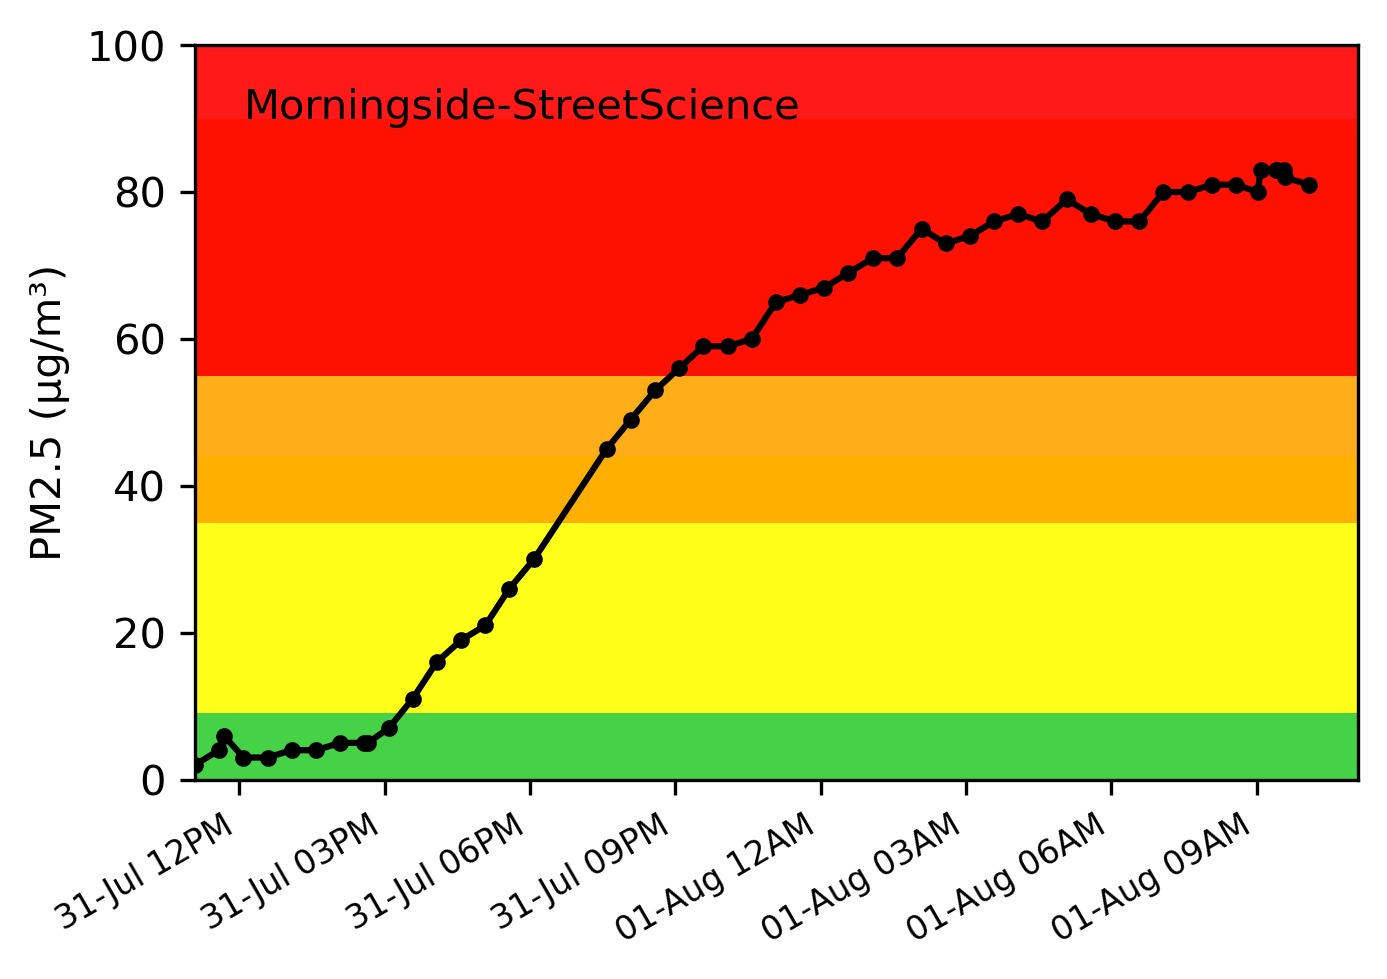 Morningside-StreetScience
PM2.5 (µg/m³)
100
80
60
40
20
0
31-Jul 12PM
31-Jul 03PM
31-Jul 06PM
31-Jul 09PM
01-Aug 12AM
01-Aug 03AM
01-Aug 06AM
01-Aug 09AM